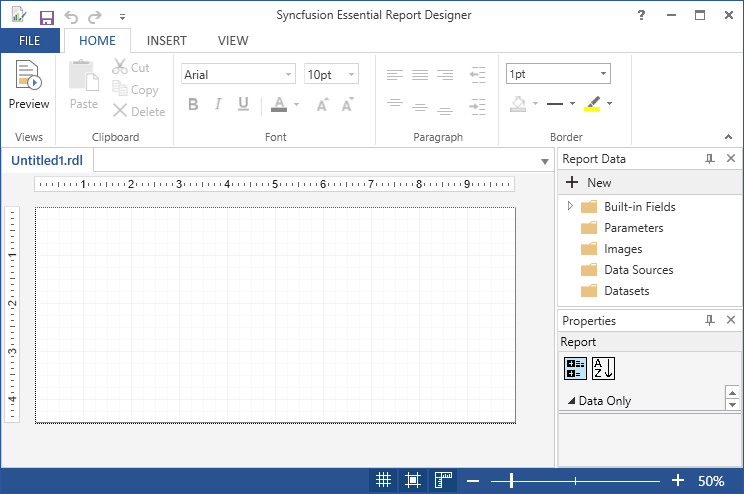 Syncfusion Essential Report Designer
FILE HOME INSERT VIEW
Preview
Views
Paste
Cut
Copy
Delete
Clipboard
Arial 10pt
B I U A A A
Font
Paragraph
1pt
Border
Untitled1.rdl
1 2 3 4 5 6 7 8 9
1
2
3
4
Report Data
New
Built-in Fields
Parameters
Images
Data Sources
Datasets
Properties
Report
A Z
Data Only
50%